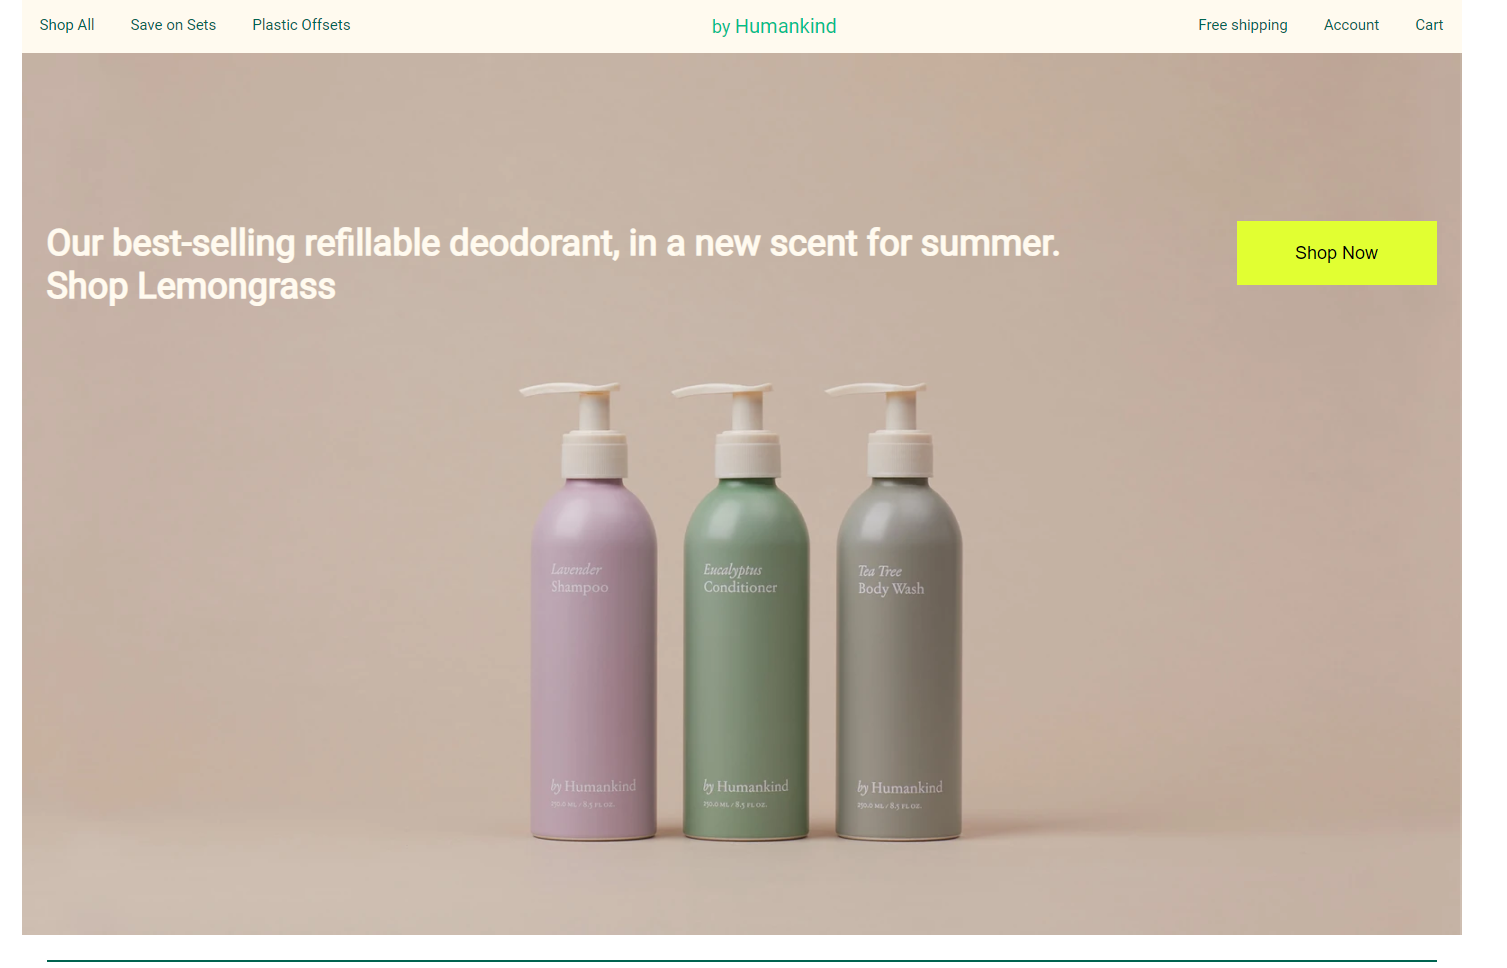 Shop All Save on Sets Plastic Offsets by Humankind Free shipping Account Cart
Our best-selling refillable deodorant, in a new scent for summer.
Shop Lemongrass
Shop Now
Lavender
Shampoo
by Humankind
250.0 ML / 8.5 FL OZ.
Eucalyptus
Conditioner
by Humankind
250.0 ML / 8.5 FL OZ.
Tea Tree
Body Wash
by Humankind
250.0 ML / 8.5 FL OZ.